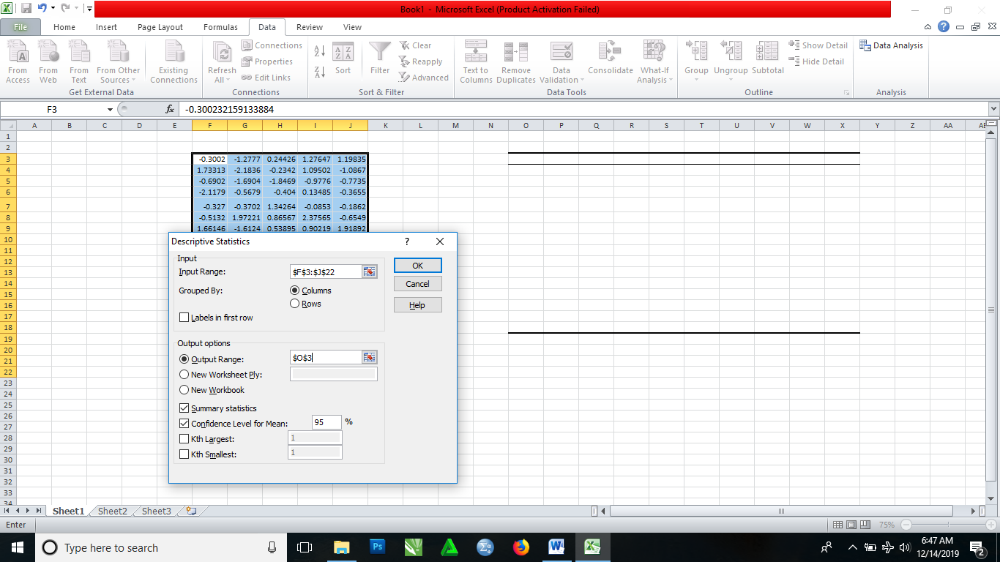 Book1 - Microsoft Excel (Product Activation Failed)
File Home Insert Page Layout Formulas Data Review View
From Access From Web From Text From Other Sources Existing Connections
Get External Data
Refresh All Connections Properties Edit Links
Connections
Sort Filter Clear Reapply Advanced
Sort & Filter
Text to Columns Remove Duplicates Data Validation Consolidate What-If Analysis
Data Tools
Group Ungroup Subtotal Show Detail Hide Detail
Outline
Data Analysis
Analysis
F3 fx -0.300232159133884
A B C D E F G H I J K L M N O P Q R S T U V W X Y Z AA
1
2
3 -0.3002 -1.2777 0.24426 1.27647 1.19835
4 1.73313 -2.1836 -0.2342 1.09502 -1.0867
5 -0.6902 -1.6904 -1.8469 -0.9776 -0.7735
6 -2.1179 -0.5679 -0.404 0.13485 -0.3655
7 -0.327 -0.3702 1.34264 -0.0853 -0.1862
8 -0.5132 1.97221 0.86567 2.37565 -0.6549
9 1.66146 -1.6124 0.53895 0.90219 1.91892
10
11
12
13
14
15
16
17
18
19
20
21
22
23
24
25
26
27
28
29
30
31
32
33
34
Descriptive Statistics ?
Input
Input Range: $F$3:$J$22
Grouped By: Columns
Rows
Labels in first row
OK
Cancel
Help
Output options
Output Range: $O$3
New Worksheet Ply:
New Workbook
Summary statistics
Confidence Level for Mean: 95 %
Kth Largest: 1
Kth Smallest: 1
Sheet1 Sheet2 Sheet3
Enter 75%
Type here to search
6:47 AM
12/14/2019
2